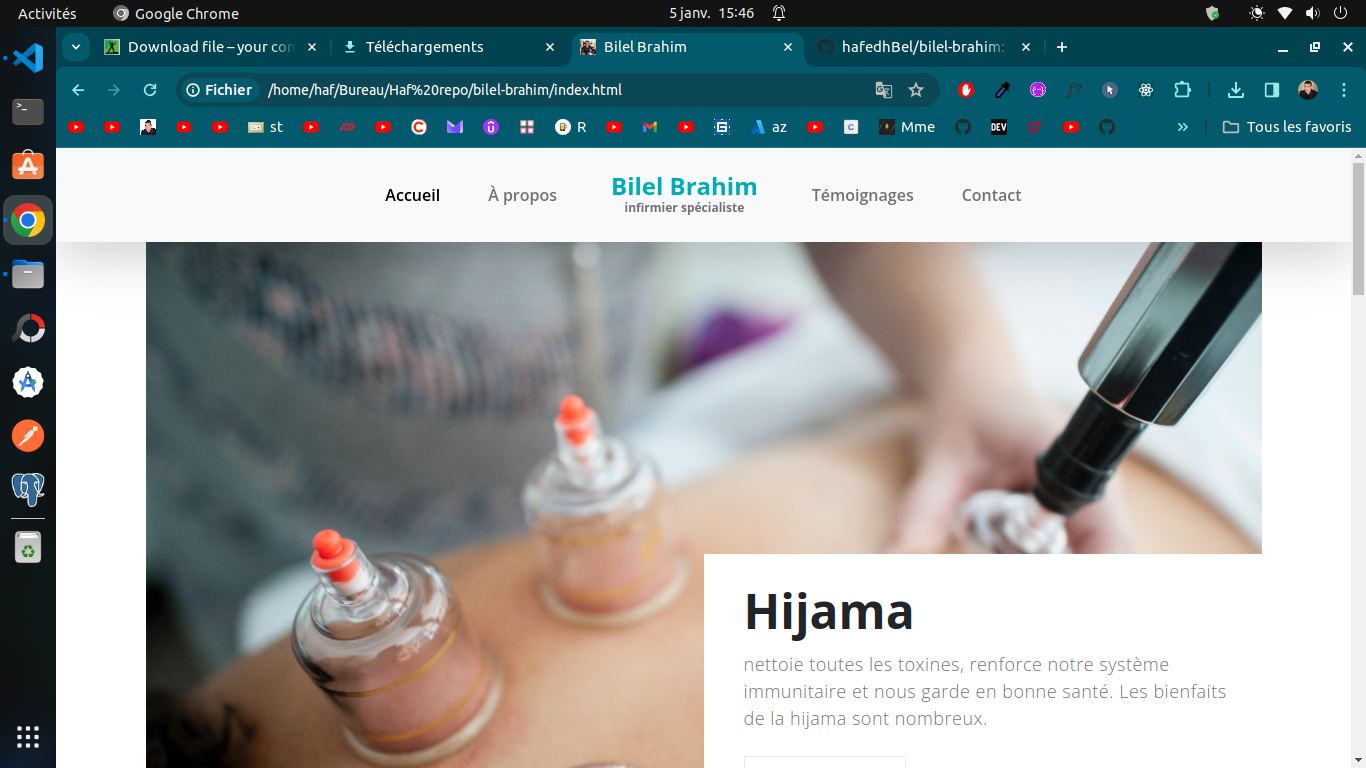 Activités
Google Chrome
5 janv. 15:46
Download file – your con
Téléchargements
Bilel Brahim
hafedhBel/bilel-brahim:
Fichier
/home/haf/Bureau/Haf%20repo/bilel-brahim/index.html
f?
st
R
az
C
Mme
DEV
»
Tous les favoris
Accueil
À propos
Bilel Brahim
infirmier spécialiste
Témoignages
Contact
Hijama
nettoie toutes les toxines, renforce notre système
immunitaire et nous garde en bonne santé. Les bienfaits
de la hijama sont nombreux.